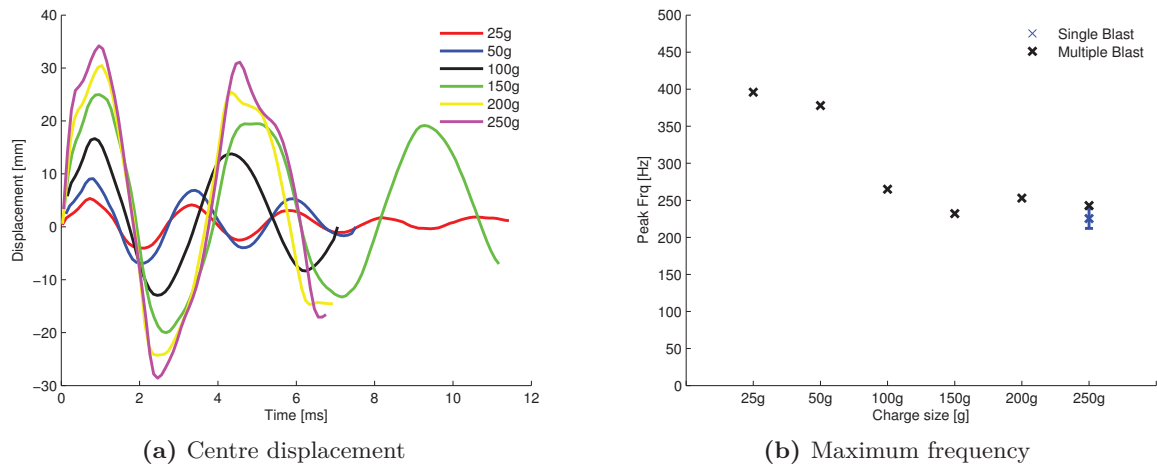 40
30
20
10
0
−10
−20
−30
Displacement [mm]
0 2 4 6 8 10 12
Time [ms]
25g
50g
100g
150g
200g
250g
(a) Centre displacement
500
450
400
350
300
250
200
150
100
50
0
Peak Frq [Hz]
25g 50g 100g 150g 200g 250g
Charge size [g]
Single Blast
Multiple Blast
(b) Maximum frequency